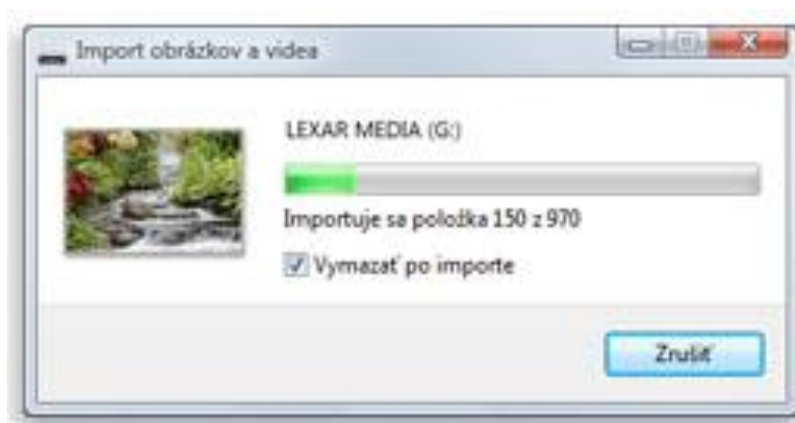 Import obrázkov a videa
LEXAR MEDIA (G:)
Importuje sa položka 150 z 970
Vymazať po importe
Zrušiť